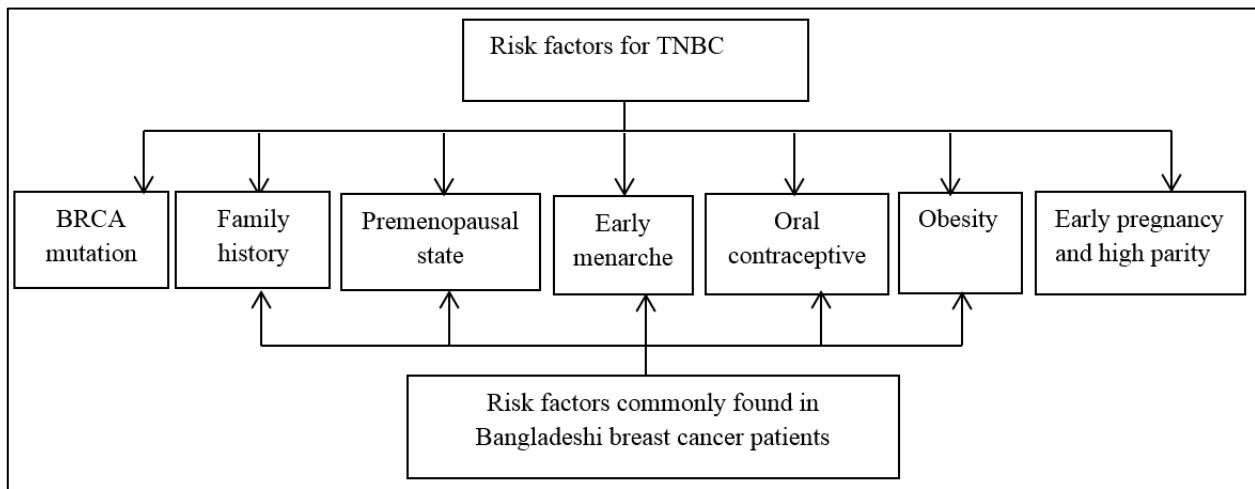 Risk factors for TNBC
BRCA
mutation
Family
history
Premenopausal
state
Early
menarche
Oral
contraceptive
Obesity
Early pregnancy
and high parity
Risk factors commonly found in
Bangladeshi breast cancer patients